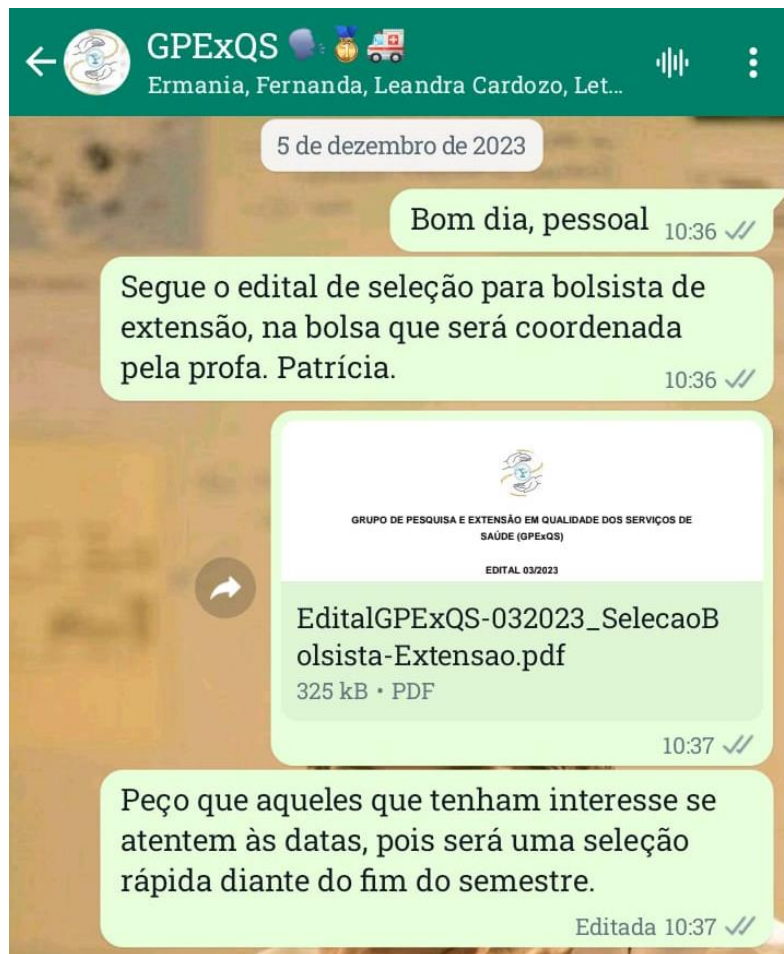 GPExQS 🗣️🥇🚑
Ermania, Fernanda, Leandra Cardozo, Let...
5 de dezembro de 2023
Bom dia, pessoal 10:36
Segue o edital de seleção para bolsista de
extensão, na bolsa que será coordenada
pela profa. Patrícia. 10:36
GRUPO DE PESQUISA E EXTENSÃO EM QUALIDADE DOS SERVIÇOS DE
SAÚDE (GPExQS)
EDITAL 03/2023
EditalGPExQS-032023_SelecaoB
olsista-Extensao.pdf
325 kB • PDF
10:37
Peço que aqueles que tenham interesse se
atentem às datas, pois será uma seleção
rápida diante do fim do semestre.
Editada 10:37